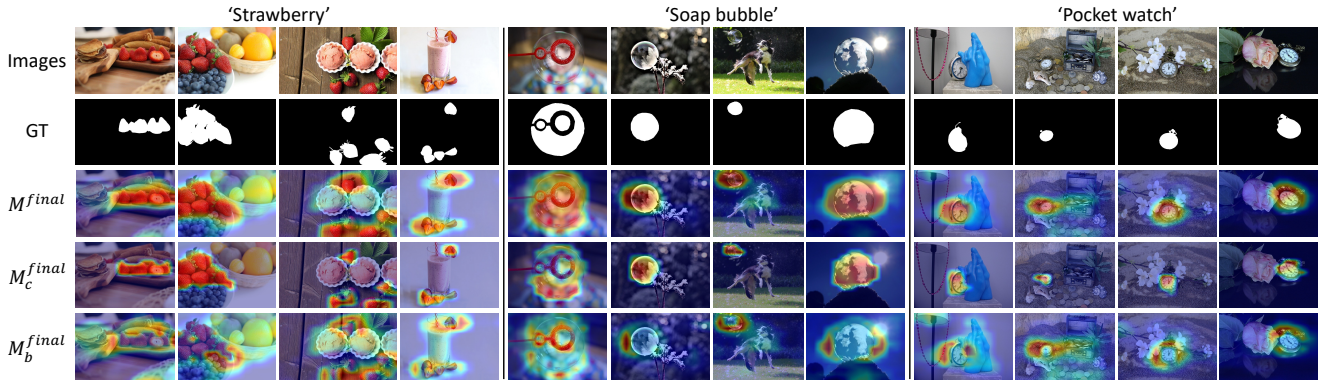 ‘Strawberry’ ‘Soap bubble’ ‘Pocket watch’
Images
GT
M^{final}
M_c^{final}
M_b^{final}